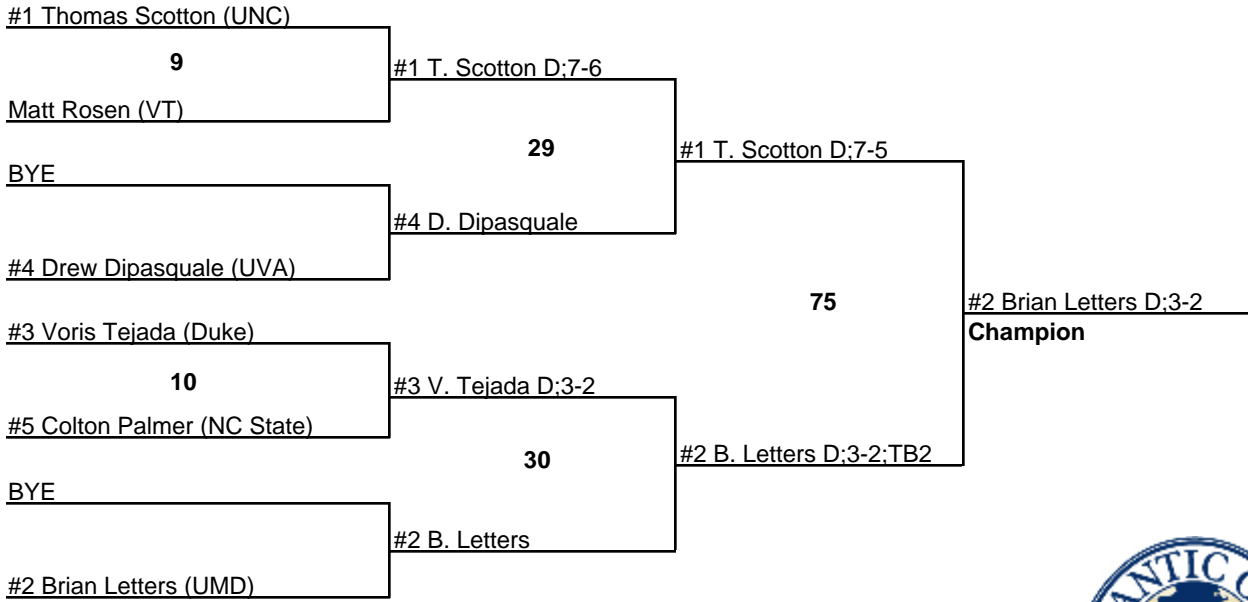 #1 Thomas Scotton (UNC)
9
#1 T. Scotton D;7-6
Matt Rosen (VT)
29
#1 T. Scotton D;7-5
BYE
#4 D. Dipasquale
#4 Drew Dipasquale (UVA)
75
#2 Brian Letters D;3-2
Champion
#3 Voris Tejada (Duke)
10
#3 V. Tejada D;3-2
#5 Colton Palmer (NC State)
30
#2 B. Letters D;3-2;TB2
BYE
#2 B. Letters
#2 Brian Letters (UMD)